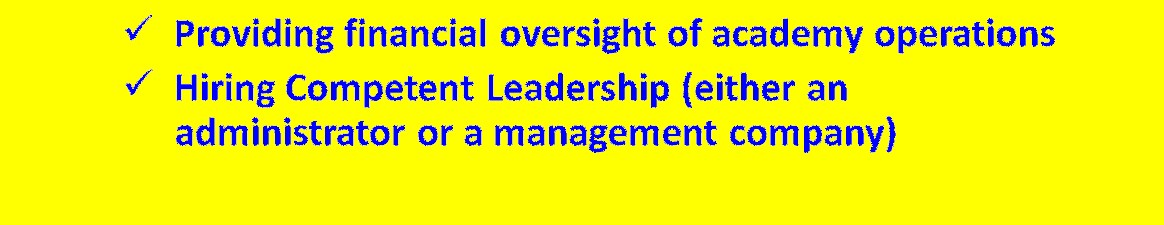 ✓ Providing financial oversight of academy operations
✓ Hiring Competent Leadership (either an
administrator or a management company)